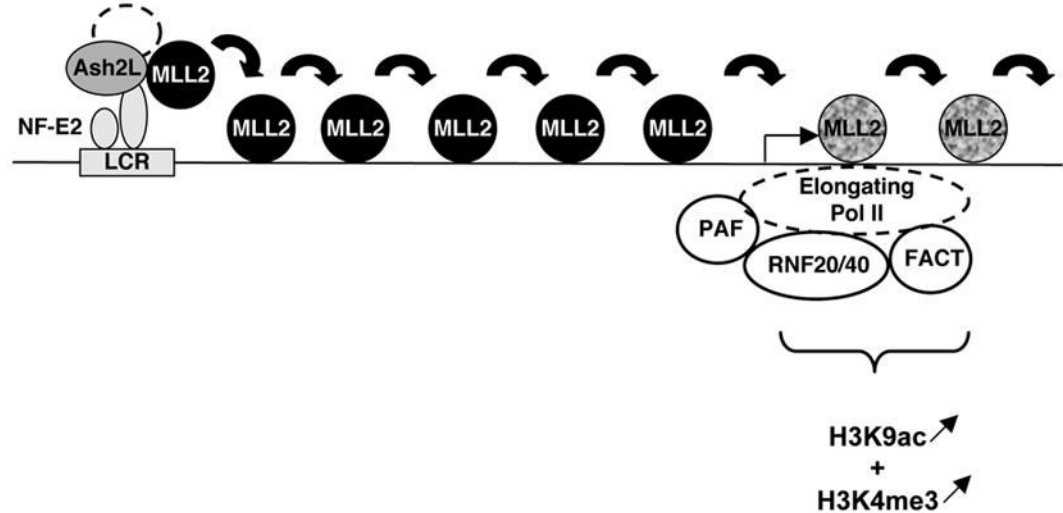 Ash2L
MLL2
NF-E2
LCR
MLL2
MLL2
MLL2
MLL2
MLL2
MLL2
MLL2
Elongating
Pol II
PAF
RNF20/40
FACT
H3K9ac
+
H3K4me3